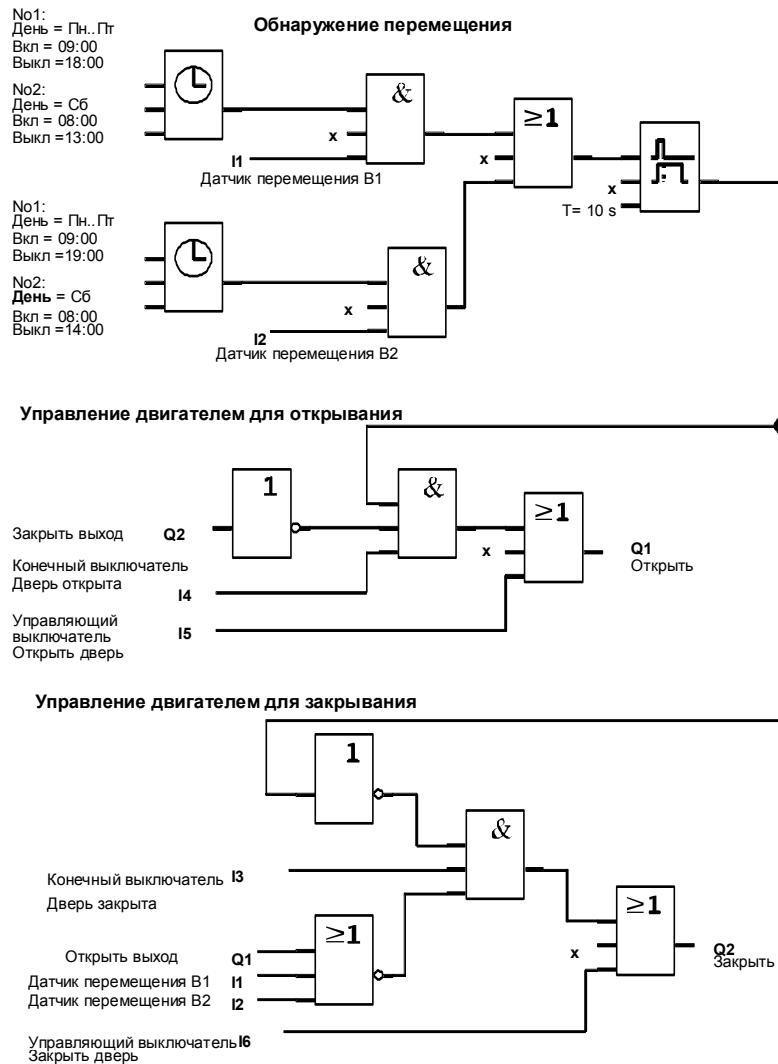 No1:
День = Пн..Пт
Вкл = 09:00
Выкл =18:00
Обнаружение перемещения
No2:
День = Сб
Вкл = 08:00
Выкл =13:00
&
≥1
x
x
x
I1
Датчик перемещения B1
T= 10 s
No1:
День = Пн..Пт
Вкл = 09:00
Выкл =19:00
No2:
День = Сб
Вкл = 08:00
Выкл =14:00
&
x
I2
Датчик перемещения B2
Управление двигателем для открывания
1
&
≥1
Закрыть выход Q2
x
Q1
Открыть
Конечный выключатель
Дверь открыта
I4
Управляющий
выключатель
Открыть дверь
I5
Управление двигателем для закрывания
1
&
Конечный выключатель I3
Дверь закрыта
≥1
≥1
Открыть выход Q1
x
Q2
Закрыть
Датчик перемещения B1 I1
Датчик перемещения B2 I2
Управляющий выключатель I6
Закрыть дверь